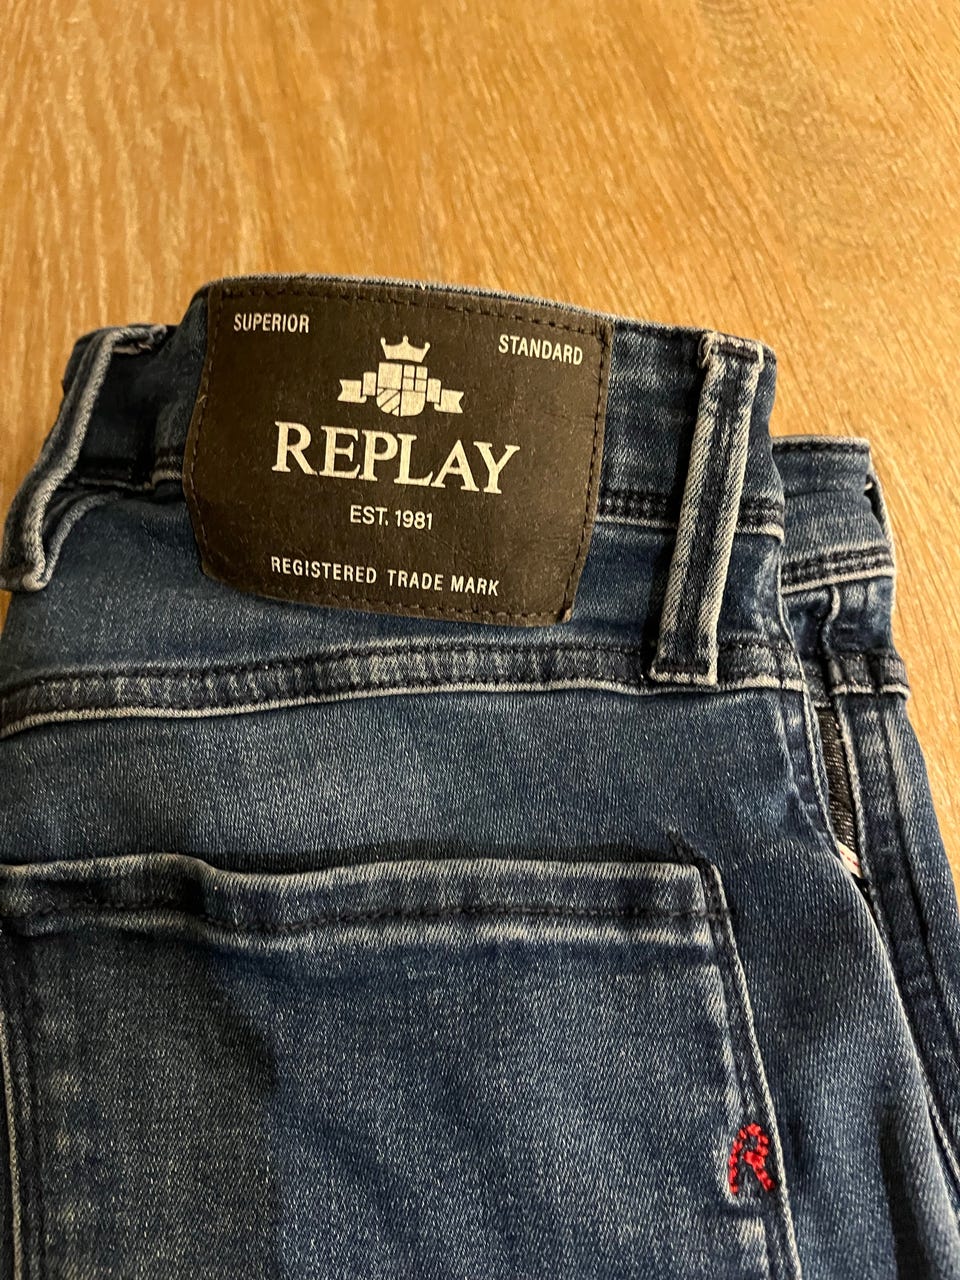 SUPERIOR
STANDARD
REPLAY
EST. 1981
REGISTERED TRADE MARK
R